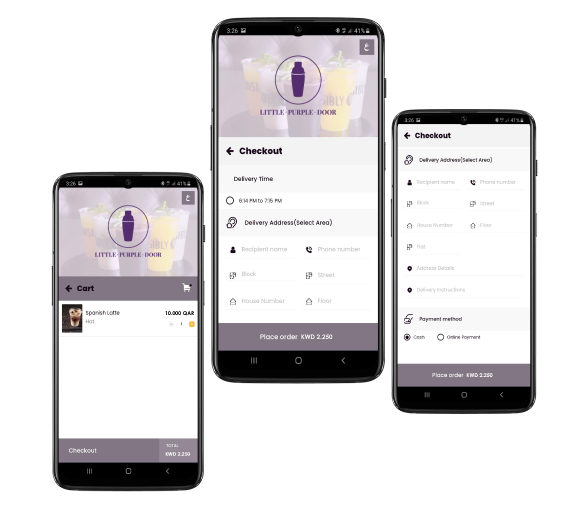 3:26
41%
LITTLE-PURPLE-DOOR
Cart
Spanish Latte
10.000 QAR
Hot
1
Checkout
TOTAL
KWD 2.250
3:26
41%
غ
LITTLE-PURPLE-DOOR
Checkout
Delivery Time
6:14 PM to 7:15 PM
Delivery Address(Select Area)
Recipient name
Phone number
Block
Street
House Number
Floor
Place order KWD 2.250
3:26
41%
Checkout
Delivery Address(Select Area)
Recipient name
Phone number
Block
Street
House Number
Floor
Flat
Address Details
Delivery Instructions
Payment method
Cash
Online Payment
Place order KWD 2.250